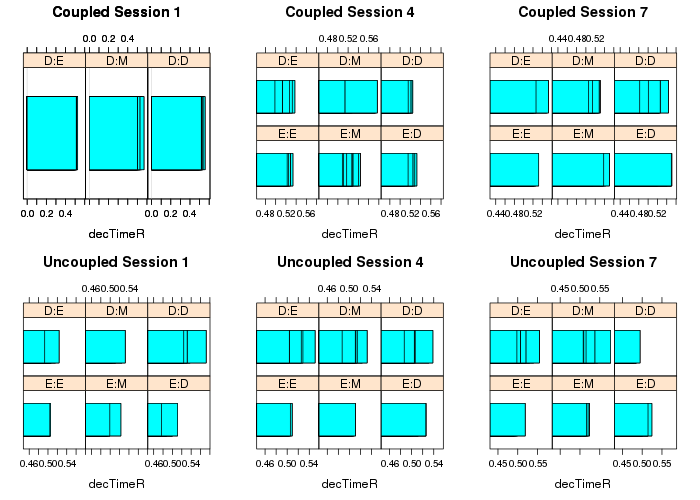 Coupled Session 1
Coupled Session 4
Coupled Session 7
0.0 0.2 0.4
0.48 0.52 0.56
0.44 0.48 0.52
D:E D:M D:D
D:E D:M D:D
D:E D:M D:D
E:E E:M E:D
E:E E:M E:D
0.0 0.2 0.4 0.0 0.2 0.4
0.48 0.52 0.56 0.48 0.52 0.56
0.44 0.48 0.52 0.44 0.48 0.52
decTimeR
decTimeR
decTimeR
Uncoupled Session 1
Uncoupled Session 4
Uncoupled Session 7
0.46 0.50 0.54
0.46 0.50 0.54
0.45 0.50 0.55
D:E D:M D:D
D:E D:M D:D
D:E D:M D:D
E:E E:M E:D
E:E E:M E:D
E:E E:M E:D
0.46 0.50 0.54 0.46 0.50 0.54
0.46 0.50 0.54 0.46 0.50 0.54
0.45 0.50 0.55 0.45 0.50 0.55
decTimeR
decTimeR
decTimeR